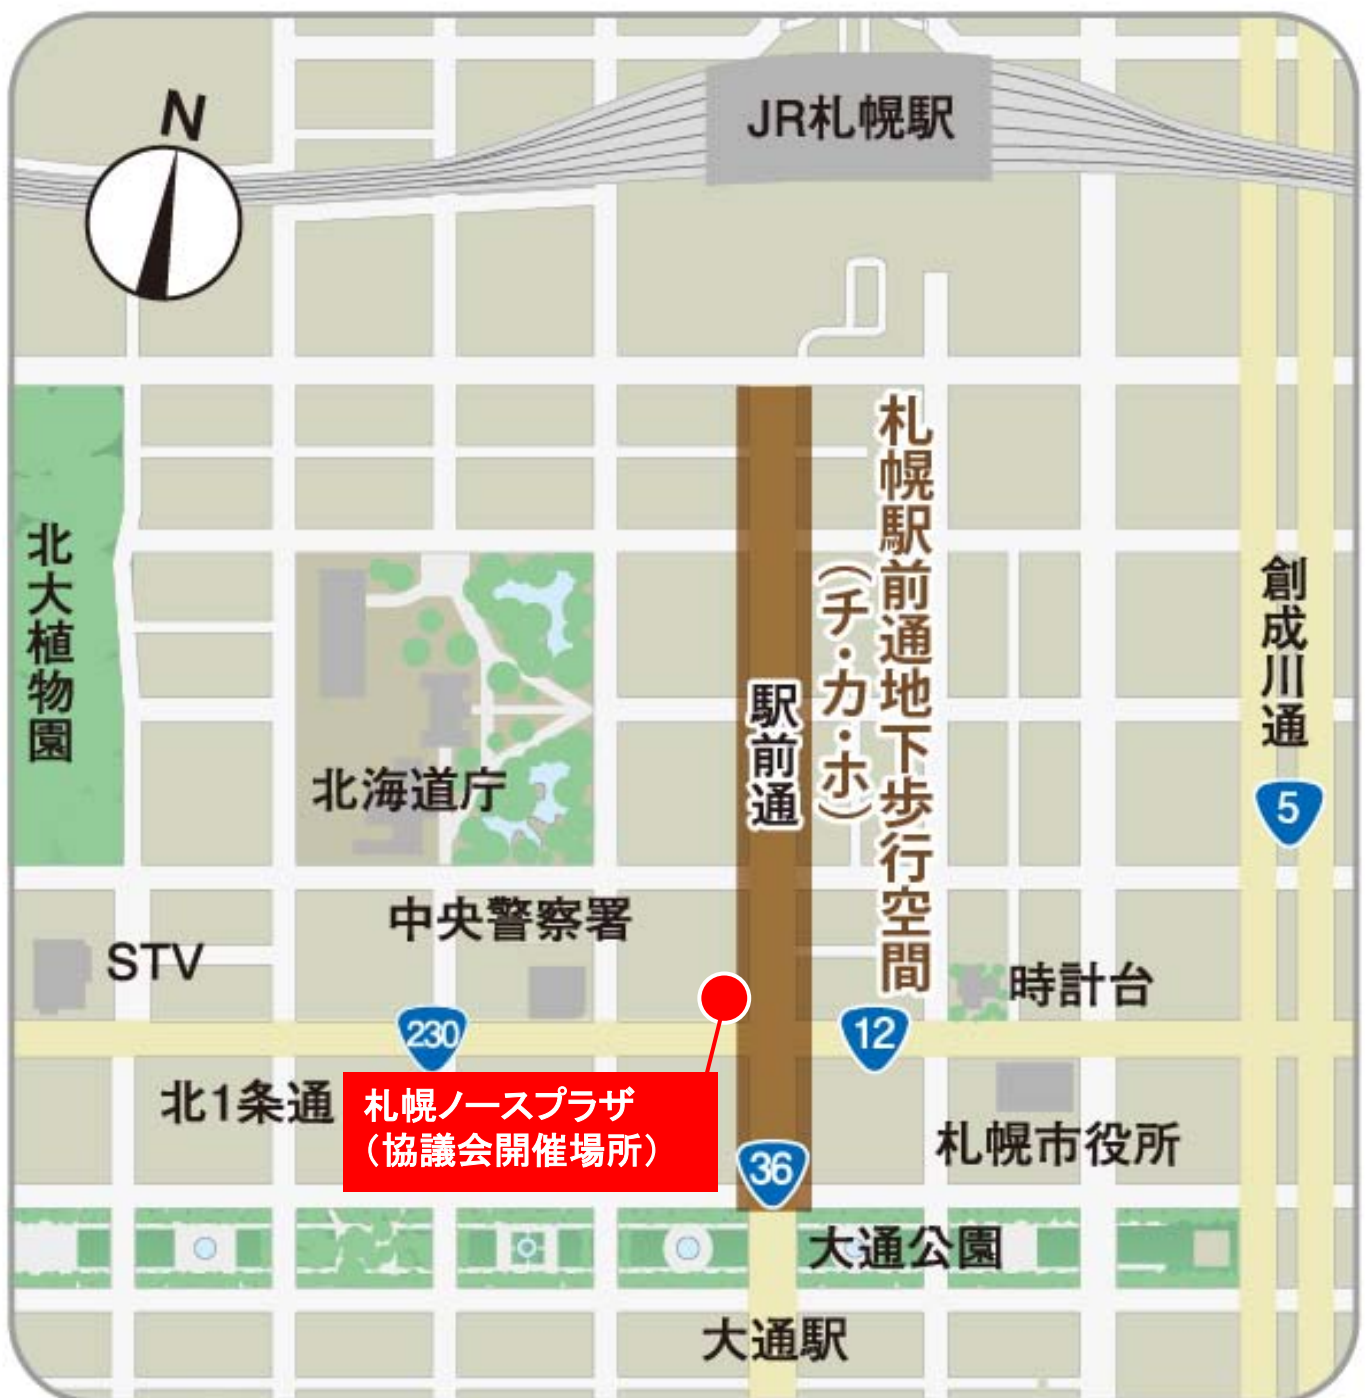 N
JR札幌駅
札幌駅前通地下歩行空間
（チ・カ・ホ）
北大植物園
創成川通
駅前通
北海道庁
5
中央警察署
STV
時計台
230
12
北1条通
札幌ノースプラザ
（協議会開催場所）
札幌市役所
36
大通公園
大通駅